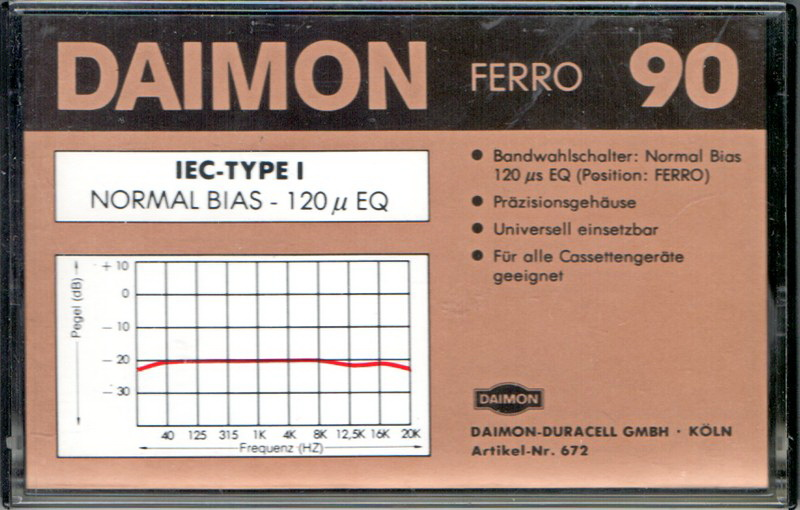 DAIMON FERRO 90
IEC-TYPE I
NORMAL BIAS - 120 µ EQ
● Bandwahlschalter: Normal Bias
120 µs EQ (Position: FERRO)
● Präzisionsgehäuse
● Universell einsetzbar
● Für alle Cassettengeräte
geeignet
Pegel (dB)
+ 10
0
− 10
− 20
− 30
40 125 315 1K 4K 8K 12,5K 16K 20K
Frequenz (HZ)
DAIMON
DAIMON-DURACELL GMBH · KÖLN
Artikel-Nr. 672